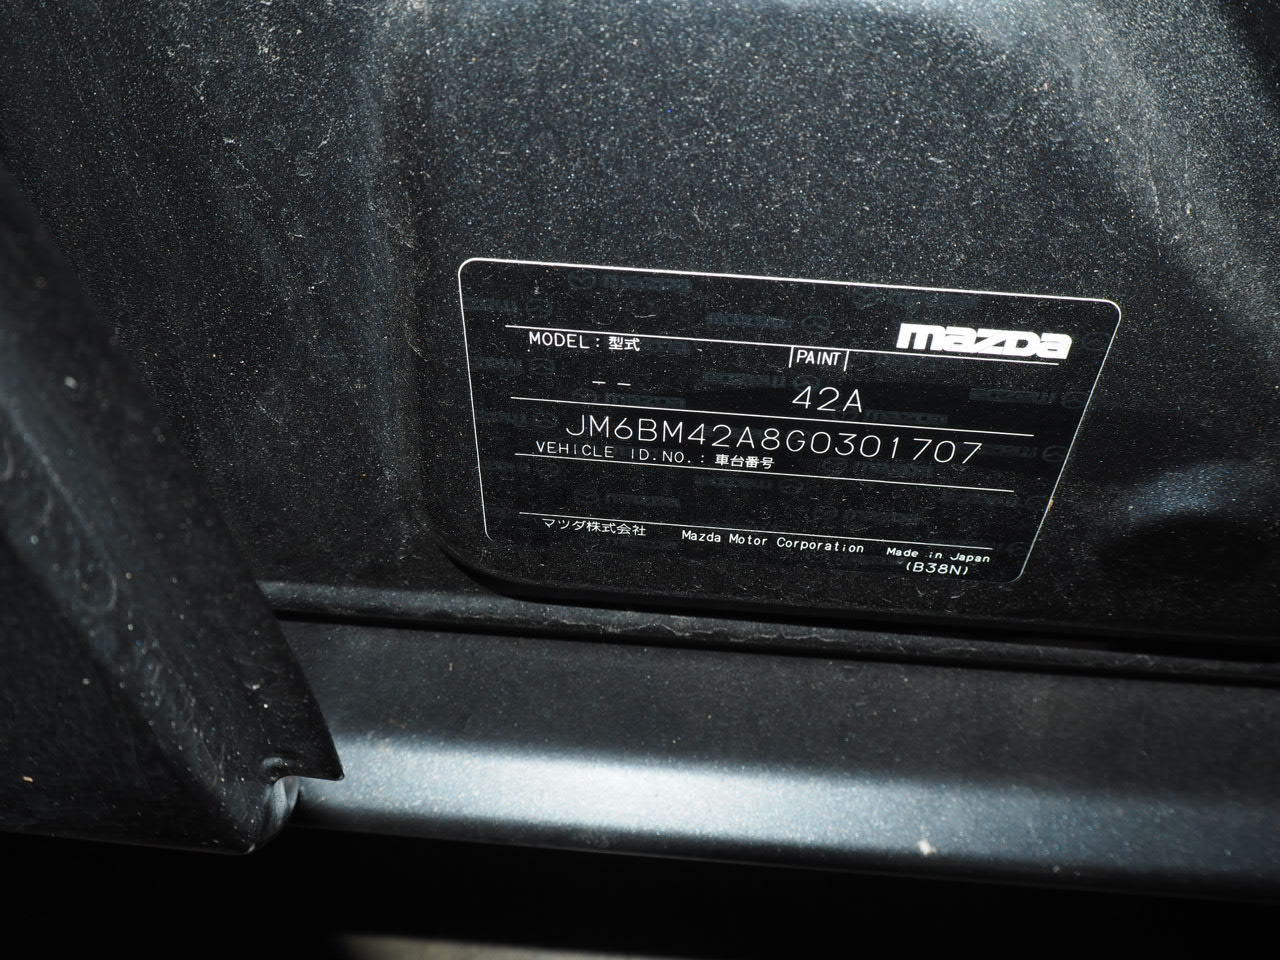 mazda
MODEL：型式
PAINT
-- 42A
JM6BM42A8G0301707
VEHICLE ID.NO.：車台番号
マツダ株式会社 Mazda Motor Corporation Made in Japan
(B38N)